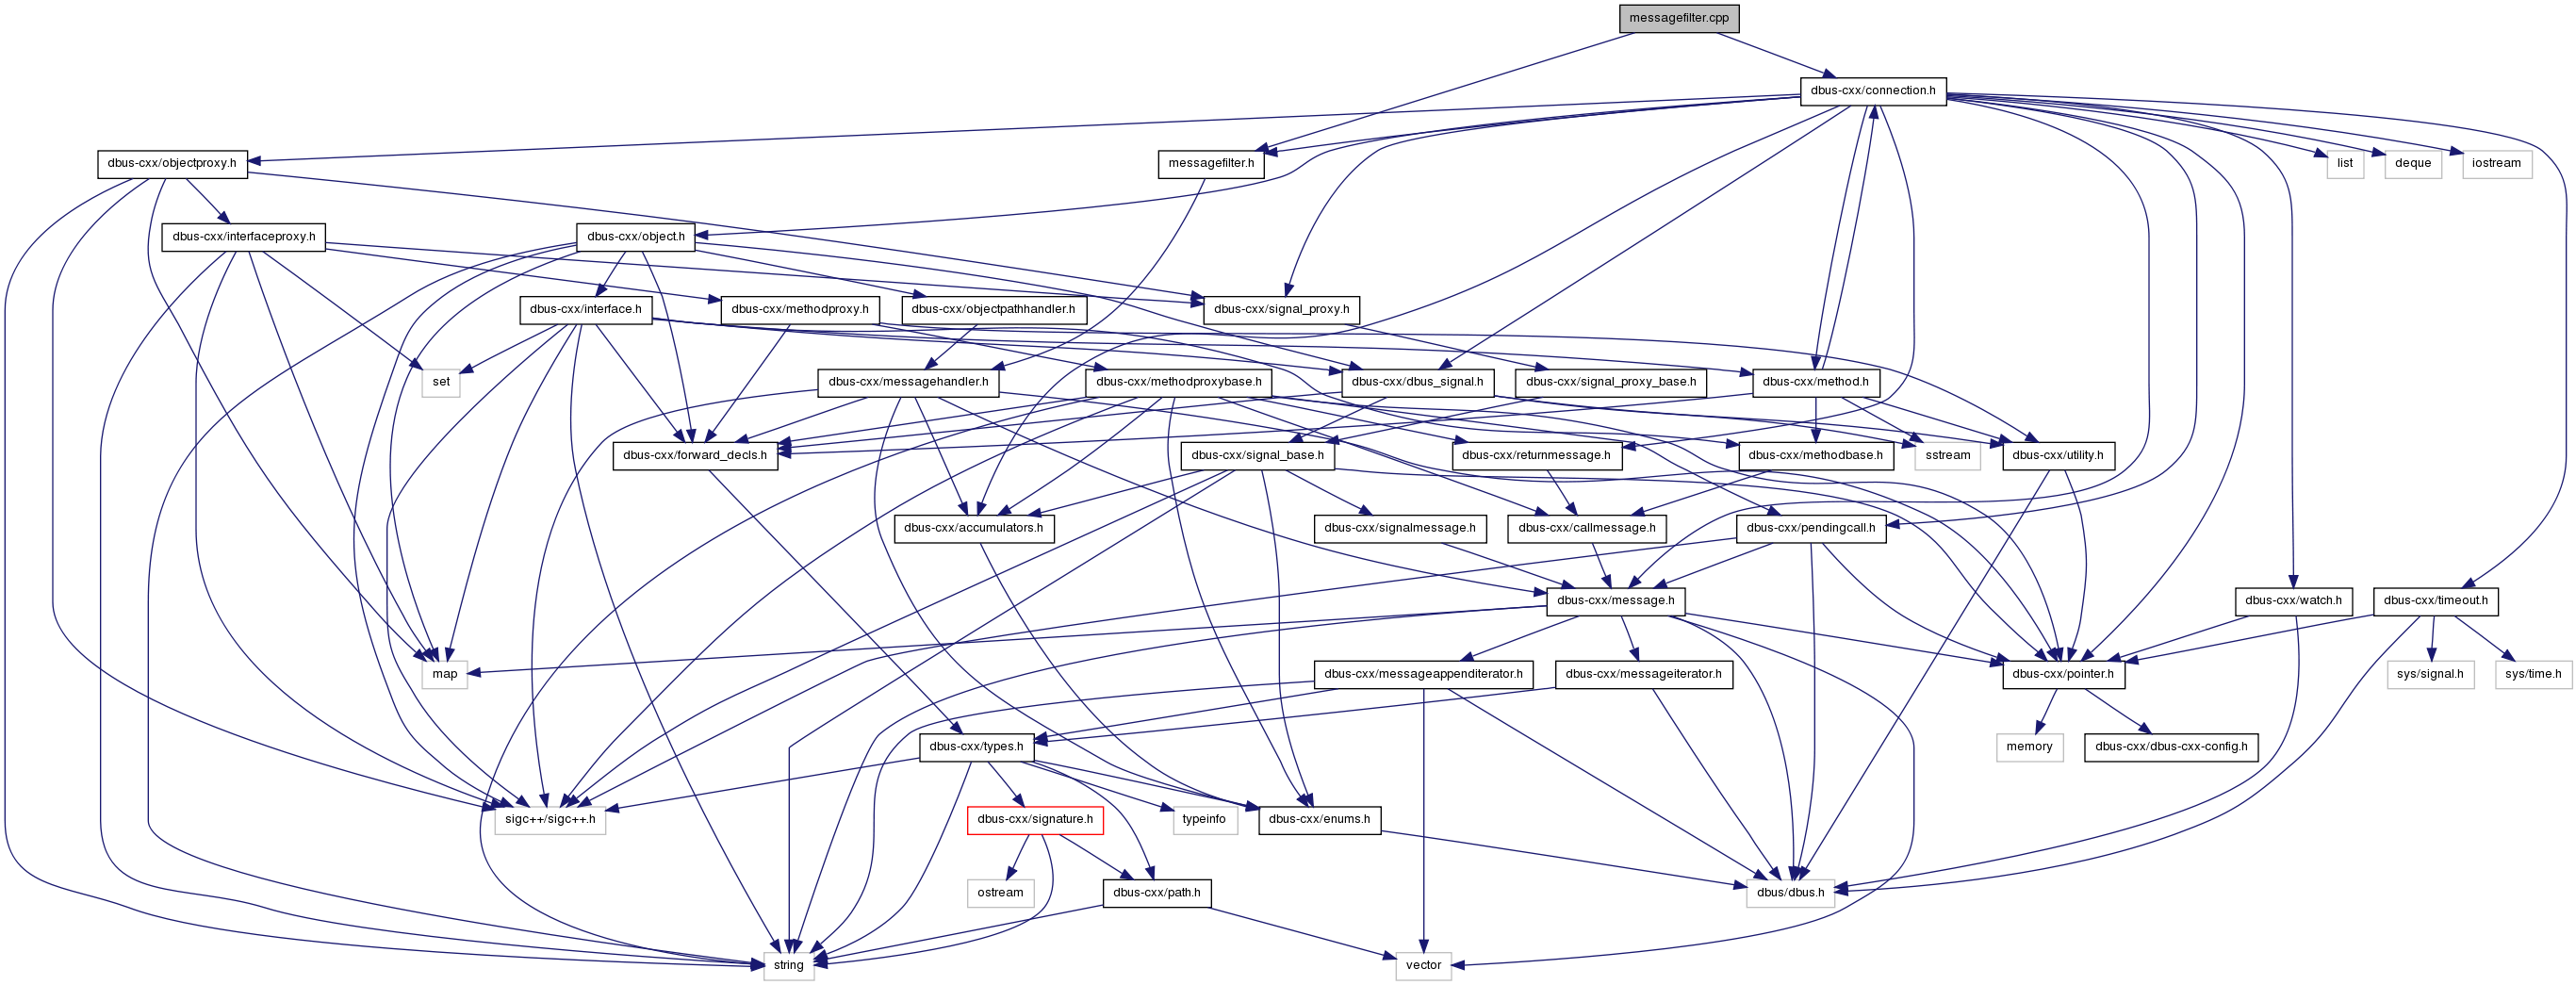 messagefilter.cpp
dbus-cxx/connection.h
dbus-cxx/objectproxy.h
messagefilter.h
list
deque
iostream
dbus-cxx/interfaceproxy.h
dbus-cxx/object.h
dbus-cxx/interface.h
dbus-cxx/methodproxy.h
dbus-cxx/objectpathhandler.h
dbus-cxx/signal_proxy.h
set
dbus-cxx/messagehandler.h
dbus-cxx/methodproxybase.h
dbus-cxx/dbus_signal.h
dbus-cxx/signal_proxy_base.h
dbus-cxx/method.h
dbus-cxx/forward_decls.h
dbus-cxx/signal_base.h
dbus-cxx/returnmessage.h
dbus-cxx/methodbase.h
sstream
dbus-cxx/utility.h
dbus-cxx/accumulators.h
dbus-cxx/signalmessage.h
dbus-cxx/callmessage.h
dbus-cxx/pendingcall.h
dbus-cxx/message.h
dbus-cxx/watch.h
dbus-cxx/timeout.h
map
dbus-cxx/messageappenditerator.h
dbus-cxx/messageiterator.h
dbus-cxx/pointer.h
sys/signal.h
sys/time.h
dbus-cxx/types.h
memory
dbus-cxx/dbus-cxx-config.h
sigc++/sigc++.h
dbus-cxx/signature.h
typeinfo
dbus-cxx/enums.h
ostream
dbus-cxx/path.h
dbus/dbus.h
string
vector